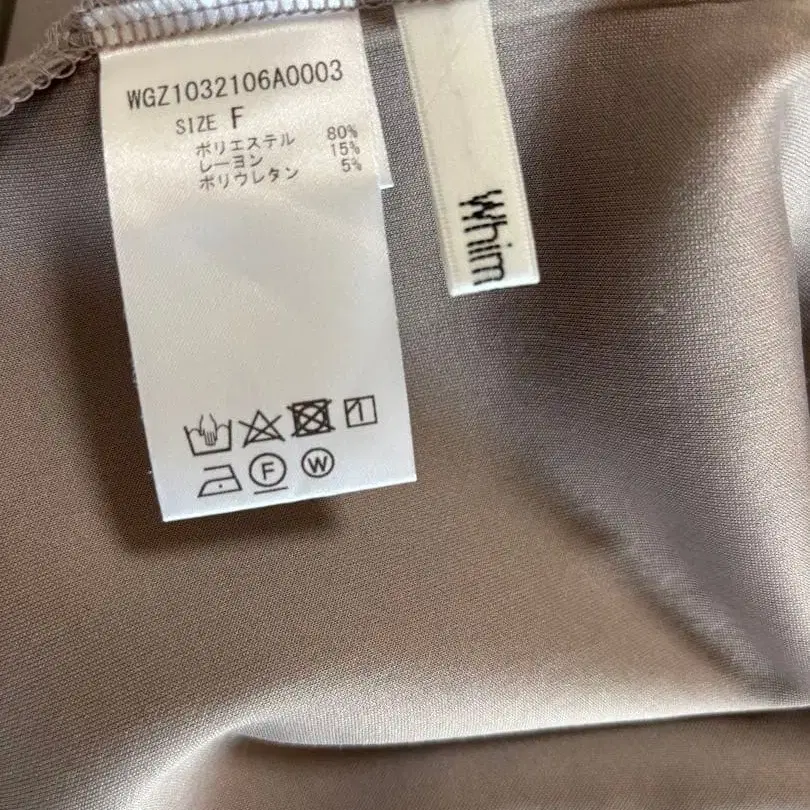 WGZ1032106A0003
SIZE F
ポリエステル 80%
レーヨン 15%
ポリウレタン 5%
F W
Whim